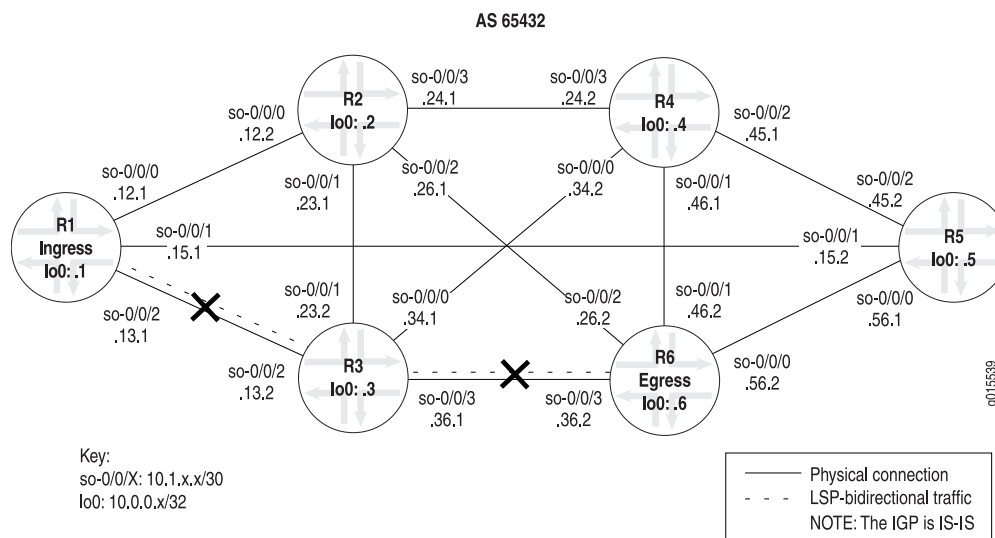 AS 65432
so-0/0/3
.24.1
so-0/0/3
.24.2
R2
lo0: .2
R4
lo0: .4
so-0/0/0
.12.2
so-0/0/2
.45.1
so-0/0/2
.26.1
so-0/0/0
.34.2
so-0/0/0
.12.1
so-0/0/1
.23.1
so-0/0/1
.46.1
so-0/0/2
.45.2
R1
Ingress
lo0: .1
so-0/0/1
.15.1
so-0/0/1
.15.2
R5
lo0: .5
so-0/0/2
.13.1
so-0/0/1
.23.2
so-0/0/0
.34.1
so-0/0/2
.26.2
so-0/0/1
.46.2
so-0/0/0
.56.1
so-0/0/2
.13.2
R3
lo0: .3
R6
Egress
lo0: .6
so-0/0/0
.56.2
so-0/0/3
.36.1
so-0/0/3
.36.2
g015539
Key:
so-0/0/X: 10.1.x.x/30
lo0: 10.0.0.x/32
Physical connection
LSP-bidirectional traffic
NOTE: The IGP is IS-IS